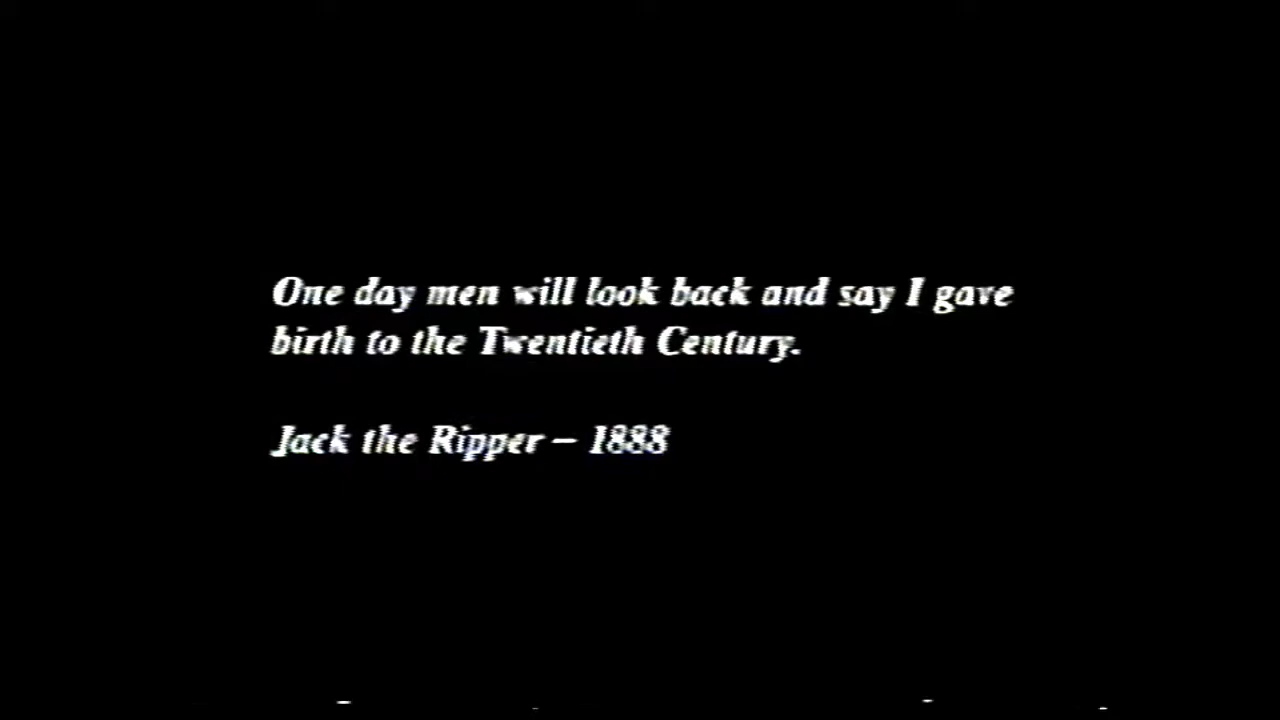 One day men will look back and say I gave
birth to the Twentieth Century.
Jack the Ripper – 1888